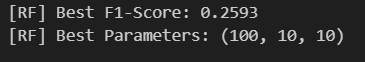 [RF] Best F1-Score: 0.2593
[RF] Best Parameters: (100, 10, 10)